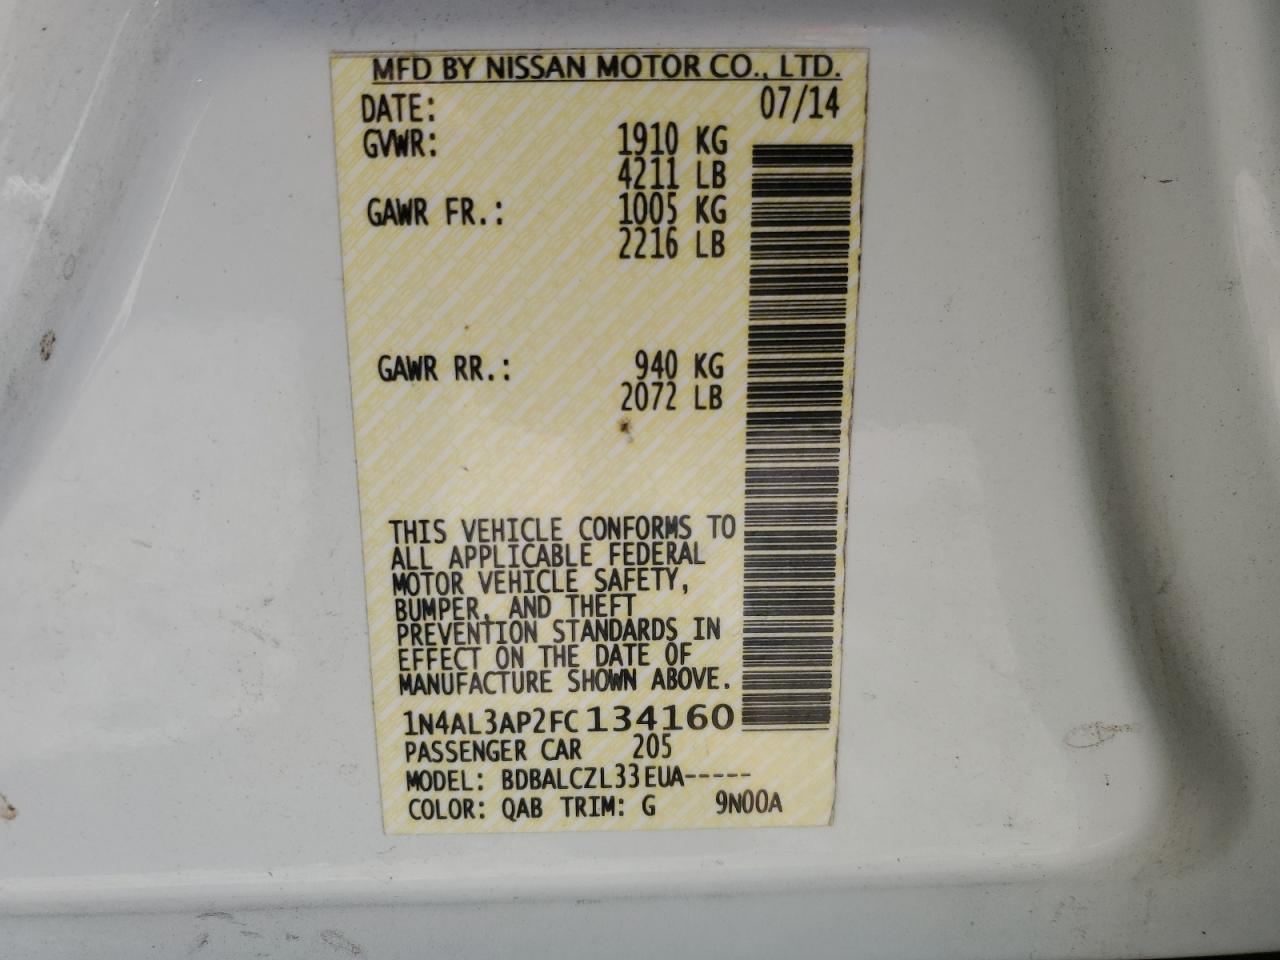 MFD BY NISSAN MOTOR CO., LTD.
DATE: 07/14
GVWR: 1910 KG
4211 LB
GAWR FR.: 1005 KG
2216 LB
GAWR RR.: 940 KG
2072 LB
THIS VEHICLE CONFORMS TO
ALL APPLICABLE FEDERAL
MOTOR VEHICLE SAFETY,
BUMPER, AND THEFT
PREVENTION STANDARDS IN
EFFECT ON THE DATE OF
MANUFACTURE SHOWN ABOVE.
1N4AL3AP2FC134160
PASSENGER CAR 205
MODEL: BDBALCZL33EUA-----
COLOR: QAB TRIM: G 9N00A